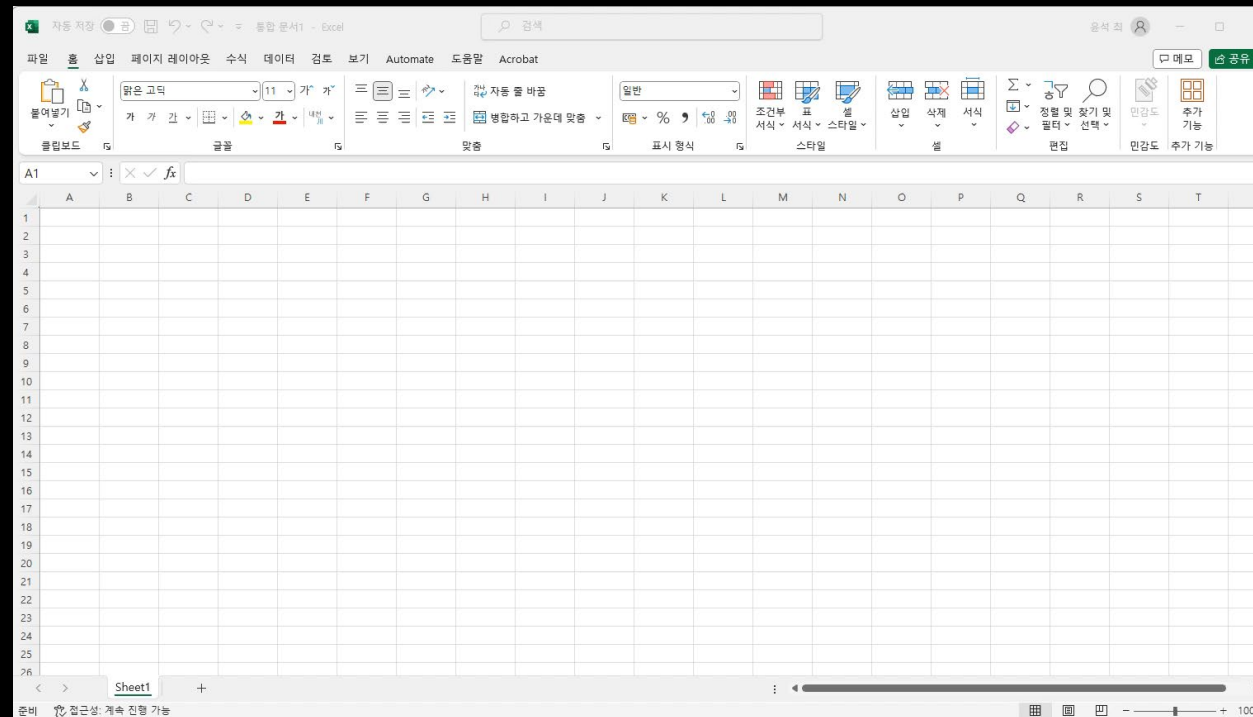 자동 저장 끔 통합 문서1 - Excel 검색 윤석 최
파일 홈 삽입 페이지 레이아웃 수식 데이터 검토 보기 Automate 도움말 Acrobat 메모 공유
붙여넣기 맑은 고딕 11 가 가 자동 줄 바꿈 일반 조건부 서식 표 서식 셀 스타일 삽입 삭제 서식 정렬 및 필터 찾기 및 선택 민감도 추가 기능
가 가 간 가 병합하고 가운데 맞춤 % 9
클립보드 글꼴 맞춤 표시 형식 스타일 셀 편집 민감도 추가 기능
A1 fx
A B C D E F G H I J K L M N O P Q R S T
1
2
3
4
5
6
7
8
9
10
11
12
13
14
15
16
17
18
19
20
21
22
23
24
25
26
Sheet1 +
준비 접근성: 계속 진행 가능 - + 100